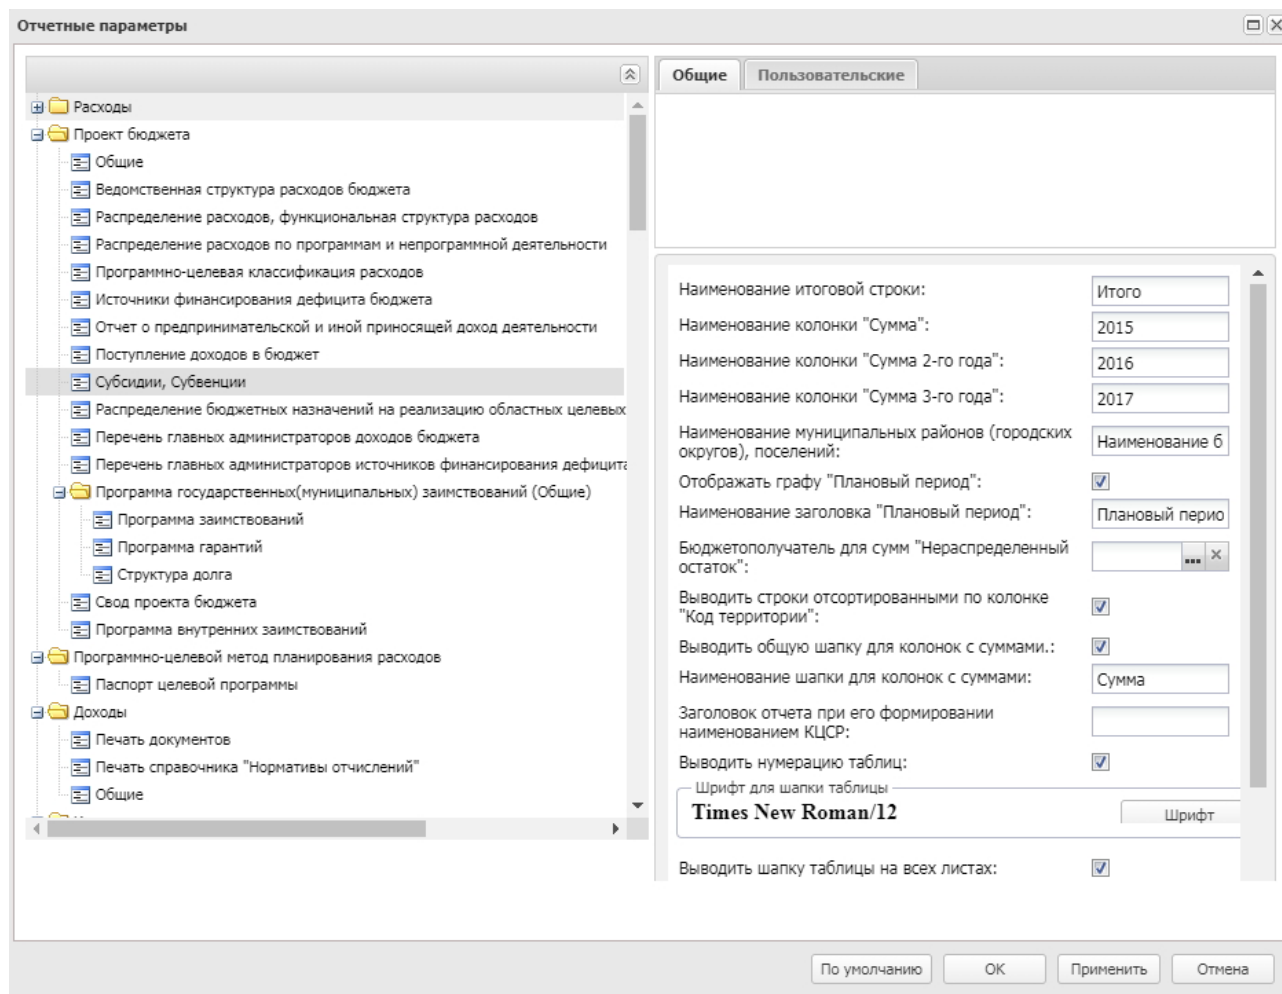 Отчетные параметры
Расходы
Проект бюджета
Общие
Ведомственная структура расходов бюджета
Распределение расходов, функциональная структура расходов
Распределение расходов по программам и непрограммной деятельности
Программно-целевая классификация расходов
Источники финансирования дефицита бюджета
Отчет о предпринимательской и иной приносящей доход деятельности
Поступление доходов в бюджет
Субсидии, Субвенции
Распределение бюджетных назначений на реализацию областных целевых
Перечень главных администраторов доходов бюджета
Перечень главных администраторов источников финансирования дефицита
Программа государственных(муниципальных) заимствований (Общие)
Программа заимствований
Программа гарантий
Структура долга
Свод проекта бюджета
Программа внутренних заимствований
Программно-целевой метод планирования расходов
Паспорт целевой программы
Доходы
Печать документов
Печать справочника "Нормативы отчислений"
Общие
Общие Пользовательские
Наименование итоговой строки: Итого
Наименование колонки "Сумма": 2015
Наименование колонки "Сумма 2-го года": 2016
Наименование колонки "Сумма 3-го года": 2017
Наименование муниципальных районов (городских
округов), поселений: Наименование б
Отображать графу "Плановый период":
Наименование заголовка "Плановый период": Плановый перио
Бюджетополучатель для сумм "Нераспределенный
остаток": ...
Выводить строки отсортированными по колонке
"Код территории":
Выводить общую шапку для колонок с суммами.:
Наименование шапки для колонок с суммами: Сумма
Заголовок отчета при его формировании
наименованием КЦСР:
Выводить нумерацию таблиц:
Шрифт для шапки таблицы
Times New Roman/12 Шрифт
Выводить шапку таблицы на всех листах:
По умолчанию OK Применить Отмена